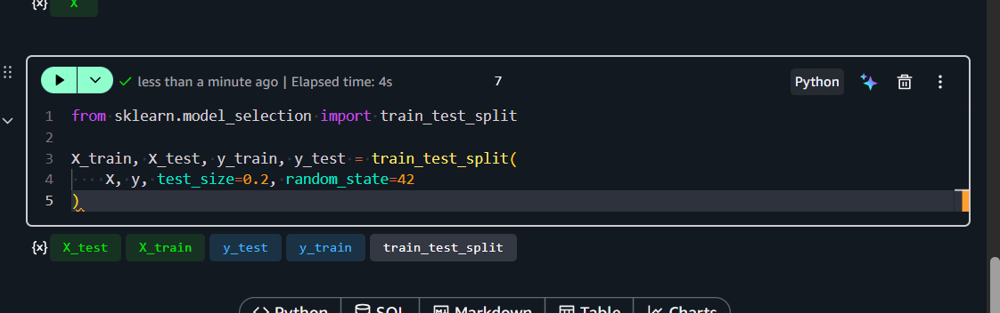 {x} X
less than a minute ago | Elapsed time: 4s 7 Python
1 from sklearn.model_selection import train_test_split
2
3 X_train, X_test, y_train, y_test = train_test_split(
4     X, y, test_size=0.2, random_state=42
5 )
{x} X_test X_train y_test y_train train_test_split
<> Python SQL Markdown Table Charts